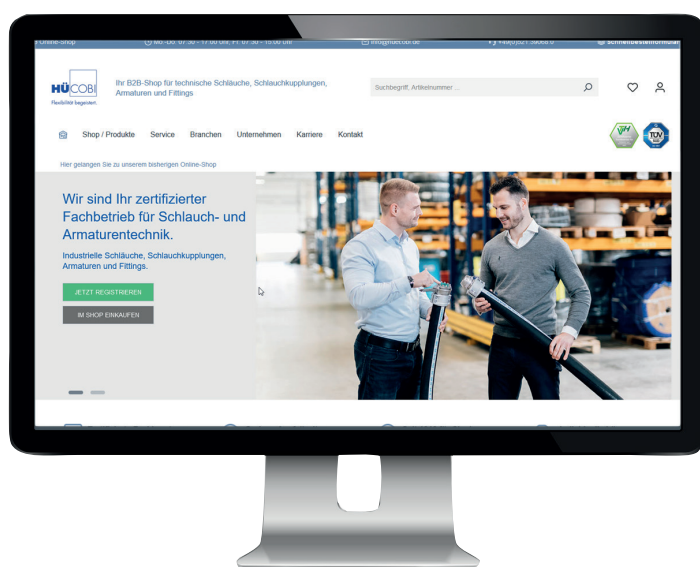 Online-Shop
Mo.-Do. 07:30 - 17:00 Uhr, Fr. 07:30 - 15:00 Uhr
HÜCOBI
Flexibilität begeistert.
Ihr B2B-Shop für technische Schläuche, Schlauchkupplungen,
Armaturen und Fittings
Suchbegriff, Artikelnummer ...
Shop / Produkte Service Branchen Unternehmen Karriere Kontakt
VTH
TÜV
Hier gelangen Sie zu unserem bisherigen Online-Shop
Wir sind Ihr zertifizierter
Fachbetrieb für Schlauch- und
Armaturentechnik.
Industrielle Schläuche, Schlauchkupplungen,
Armaturen und Fittings.
JETZT REGISTRIEREN
IM SHOP EINKAUFEN